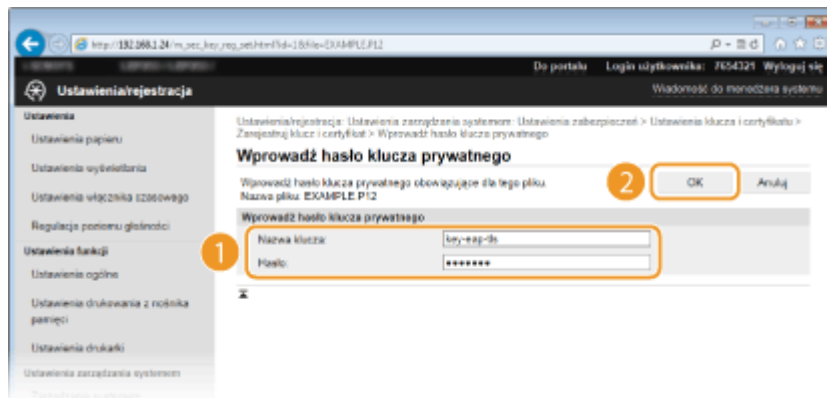 http://192.168.1.24/m_sec_key_reg_set.html?id=1&file=EXAMPLE.P12
Do portalu Login użytkownika: 7654321 Wyloguj się
Ustawienia/rejestracja
Wiadomość do menedżera systemu
Ustawienia
Ustawienia papieru
Ustawienia wyświetlania
Ustawienia włącznika czasowego
Regulacja poziomu głośności
Ustawienia funkcji
Ustawienia ogólne
Ustawienia drukowania z nośnika
pamięci
Ustawienia drukarki
Ustawienia zarządzania systemem
Ustawienia/rejestracja: Ustawienia zarządzania systemem: Ustawienia zabezpieczeń > Ustawienia klucza i certyfikatu >
Zarejestruj klucz i certyfikat > Wprowadź hasło klucza prywatnego
Wprowadź hasło klucza prywatnego
Wprowadź hasło klucza prywatnego obowiązujące dla tego pliku.
Nazwa pliku: EXAMPLE.P12
2
OK Anuluj
Wprowadź hasło klucza prywatnego
1
Nazwa klucza: key-eap-tls
Hasło: •••••••